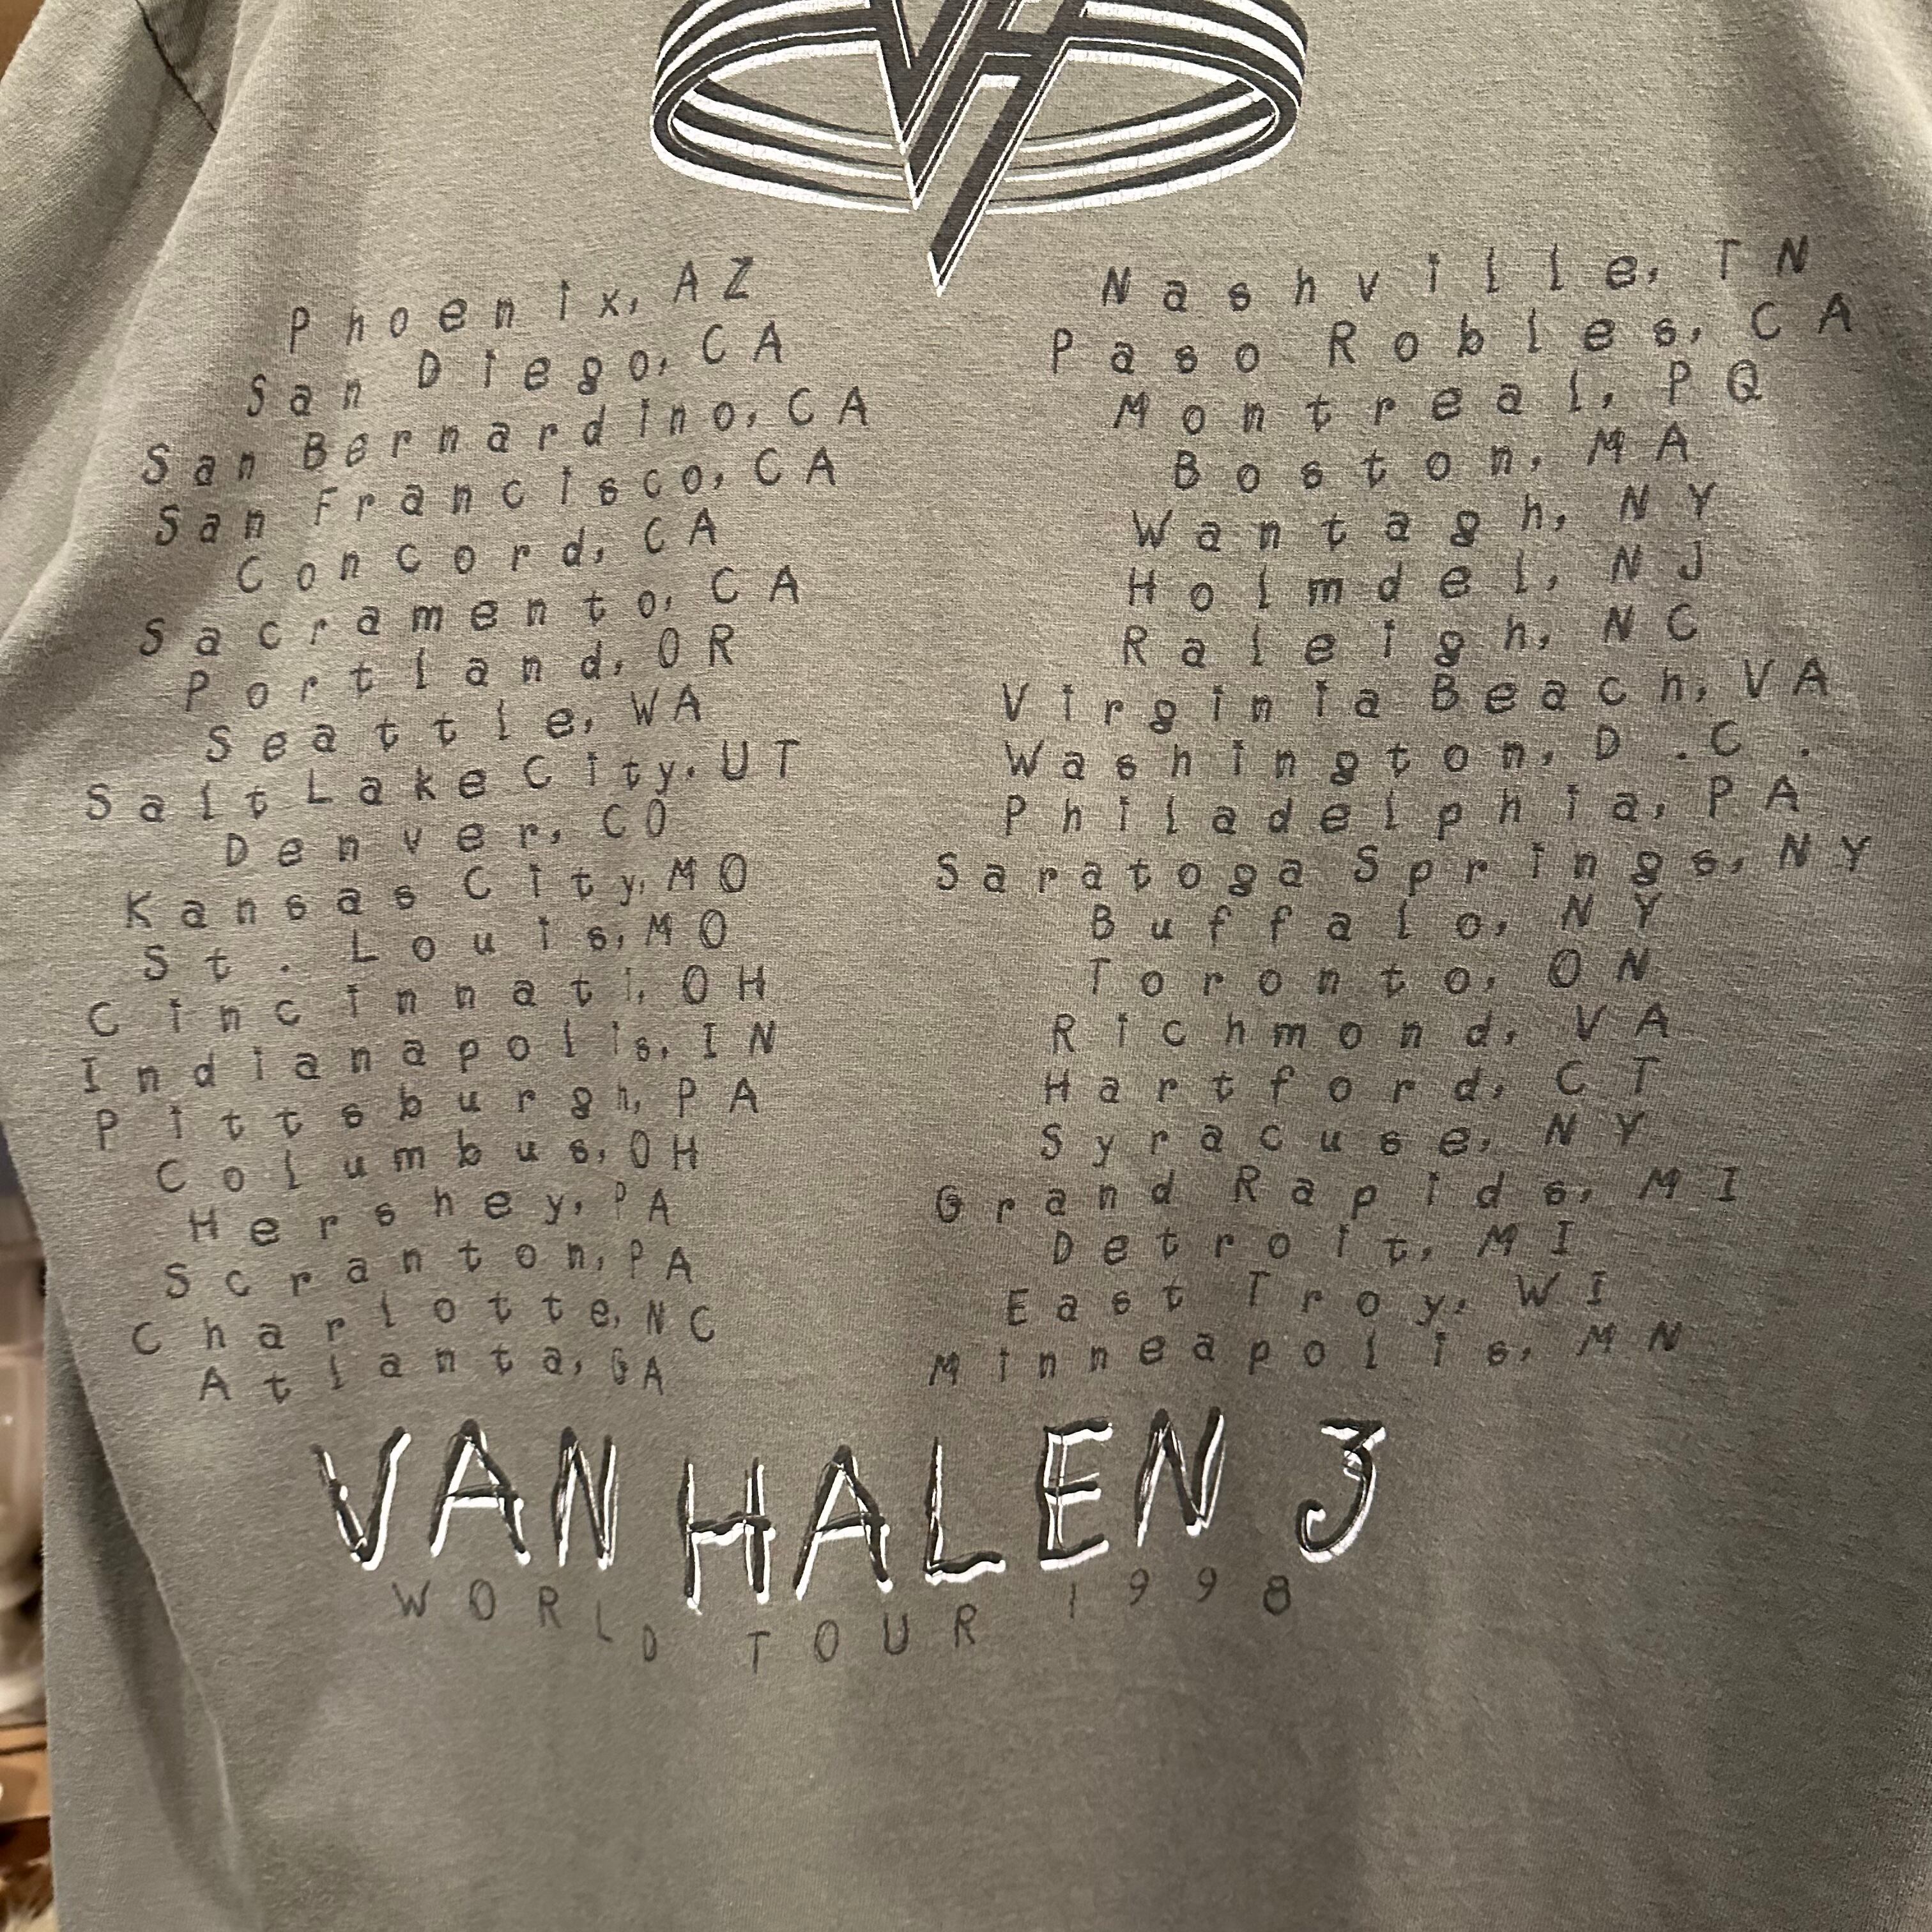 VH
Phoenix, AZ
San Diego, CA
San Bernardino, CA
San Francisco, CA
Concord, CA
Sacramento, CA
Portland, OR
Seattle, WA
Salt Lake City, UT
Denver, CO
Kansas City, MO
St. Louis, MO
Cincinnati, OH
Indianapolis, IN
Pittsburgh, PA
Columbus, OH
Hershey, PA
Scranton, PA
Charlotte, NC
Atlanta, GA
Nashville, TN
Paso Robles, CA
Montreal, PQ
Boston, MA
Wantagh, NY
Holmdel, NJ
Raleigh, NC
Virginia Beach, VA
Washington, D.C.
Philadelphia, PA
Saratoga Springs, NY
Buffalo, NY
Toronto, ON
Richmond, VA
Hartford, CT
Syracuse, NY
Grand Rapids, MI
Detroit, MI
East Troy, WI
Minneapolis, MN
VAN HALEN 3
WORLD TOUR 1998